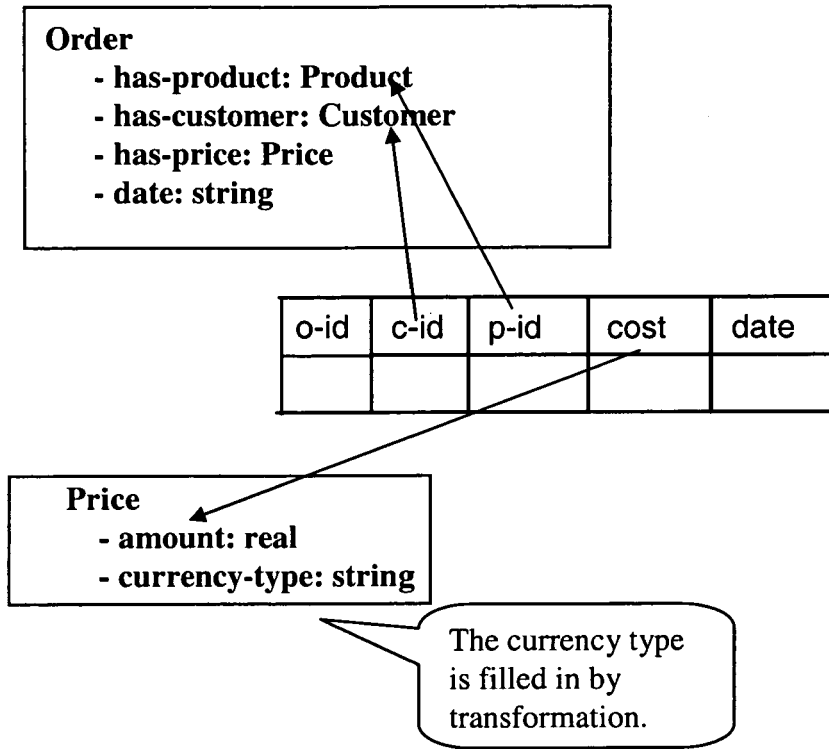 Order
- has-product: Product
- has-customer: Customer
- has-price: Price
- date: string
o-id c-id p-id cost date
Price
- amount: real
- currency-type: string
The currency type
is filled in by
transformation.